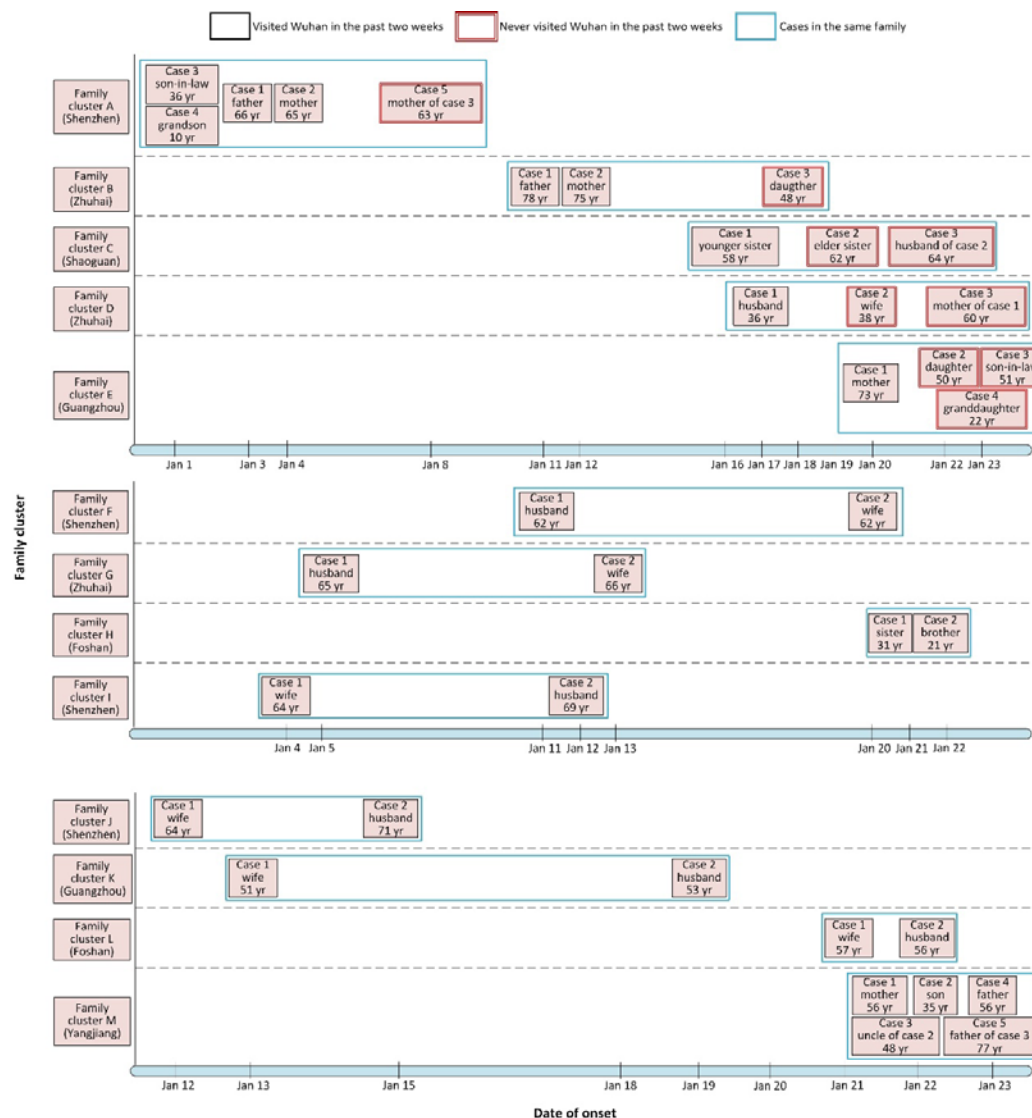 Visited Wuhan in the past two weeks
Never visited Wuhan in the past two weeks
Cases in the same family
Family cluster
Family
cluster A
(Shenzhen)
Case 3
son-in-law
36 yr
Case 4
grandson
10 yr
Case 1
father
66 yr
Case 2
mother
65 yr
Case 5
mother of case 3
63 yr
Family
cluster B
(Zhuhai)
Case 1
father
78 yr
Case 2
mother
75 yr
Case 3
daugther
48 yr
Family
cluster C
(Shaoguan)
Case 1
younger sister
58 yr
Case 2
elder sister
62 yr
Case 3
husband of case 2
64 yr
Family
cluster D
(Zhuhai)
Case 1
husband
36 yr
Case 2
wife
38 yr
Case 3
mother of case 1
60 yr
Family
cluster E
(Guangzhou)
Case 1
mother
73 yr
Case 2
daughter
50 yr
Case 3
son-in-law
51 yr
Case 4
granddaughter
22 yr
Jan 1 Jan 3 Jan 4 Jan 8 Jan 11 Jan 12 Jan 16 Jan 17 Jan 18 Jan 19 Jan 20 Jan 22 Jan 23
Family
cluster F
(Shenzhen)
Case 1
husband
62 yr
Case 2
wife
62 yr
Family
cluster G
(Zhuhai)
Case 1
husband
65 yr
Case 2
wife
66 yr
Family
cluster H
(Foshan)
Case 1
sister
31 yr
Case 2
brother
21 yr
Family
cluster I
(Shenzhen)
Case 1
wife
64 yr
Case 2
husband
69 yr
Jan 4 Jan 5 Jan 11 Jan 12 Jan 13 Jan 20 Jan 21 Jan 22
Family
cluster J
(Shenzhen)
Case 1
wife
64 yr
Case 2
husband
71 yr
Family
cluster K
(Guangzhou)
Case 1
wife
51 yr
Case 2
husband
53 yr
Family
cluster L
(Foshan)
Case 1
wife
57 yr
Case 2
husband
56 yr
Family
cluster M
(Yangjiang)
Case 1
mother
56 yr
Case 2
son
35 yr
Case 4
father
56 yr
Case 3
uncle of case 2
48 yr
Case 5
father of case 3
77 yr
Jan 12 Jan 13 Jan 15 Jan 18 Jan 19 Jan 20 Jan 21 Jan 22 Jan 23
Date of onset